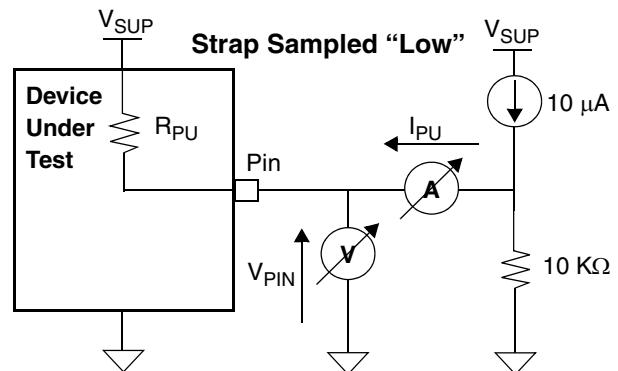 V_SUP
Strap Sampled “Low”
V_SUP
Device
Under
Test
R_PU
10 μA
I_PU
Pin
A
V
V_PIN
10 KΩ